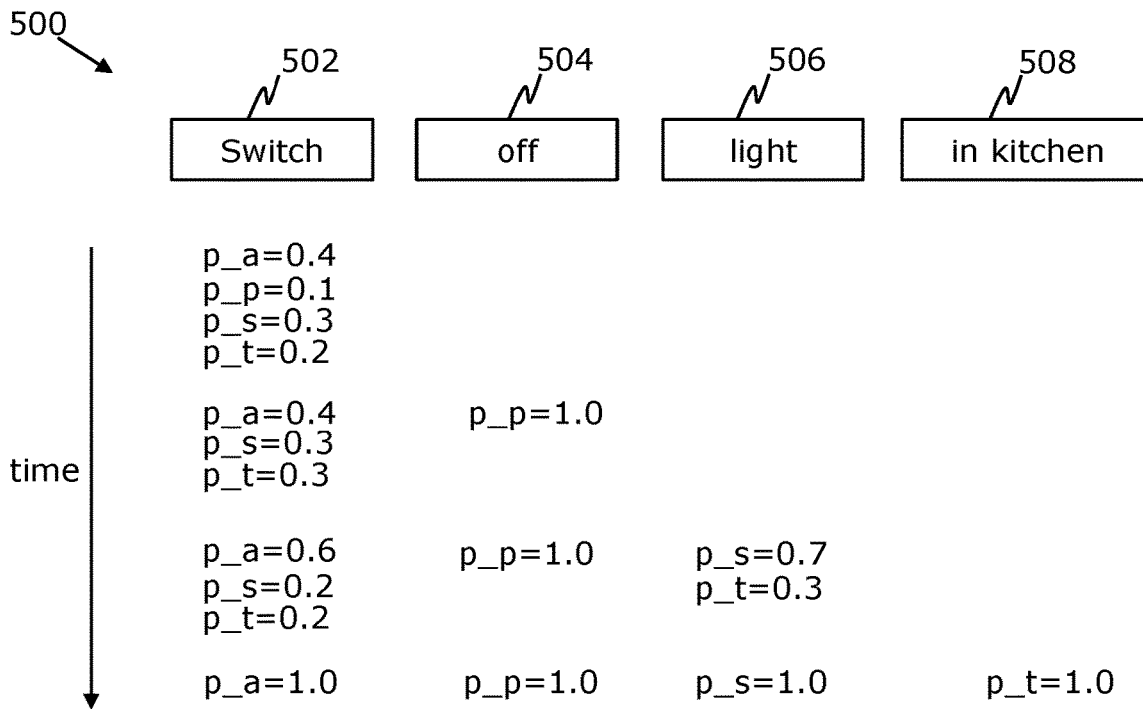 500
502 504 506 508
Switch off light in kitchen
p_a=0.4
p_p=0.1
p_s=0.3
p_t=0.2
p_a=0.4 p_p=1.0
p_s=0.3
time p_t=0.3
p_a=0.6 p_p=1.0 p_s=0.7
p_s=0.2 p_t=0.3
p_t=0.2
p_a=1.0 p_p=1.0 p_s=1.0 p_t=1.0